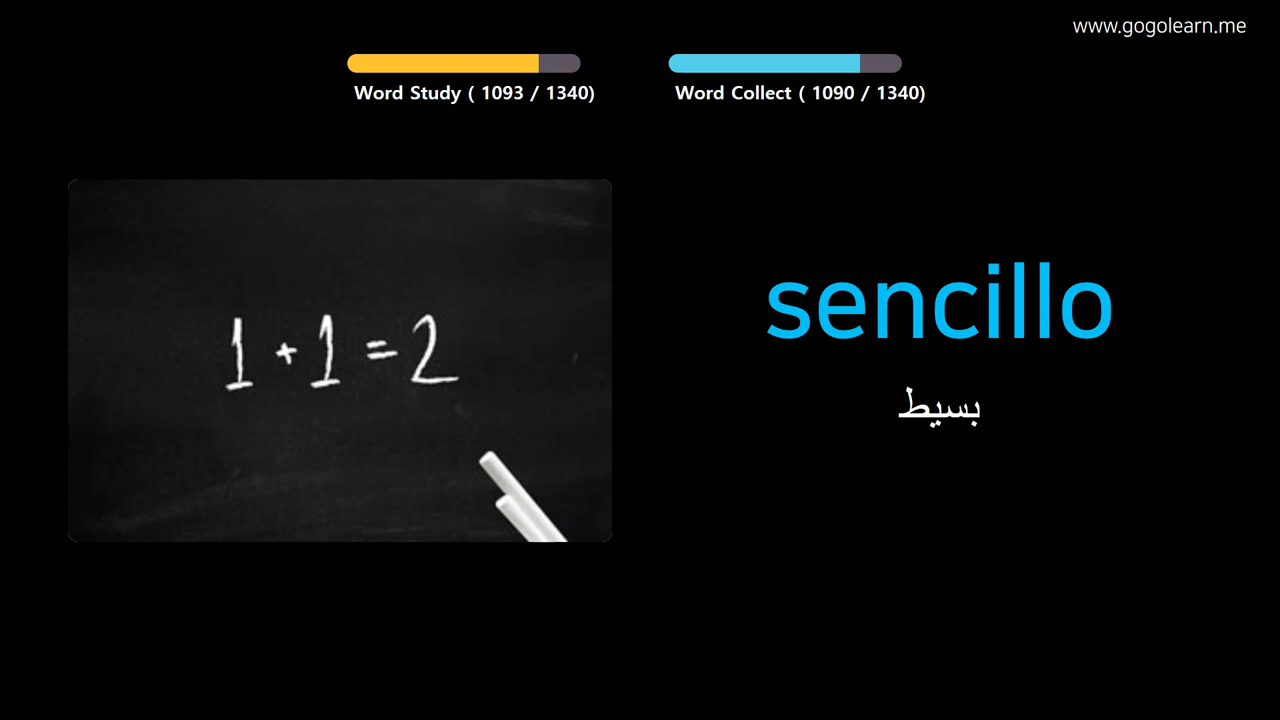 www.gogolearn.me
Word Study ( 1093 / 1340)
Word Collect ( 1090 / 1340)
1 + 1 = 2
sencillo
بسيط